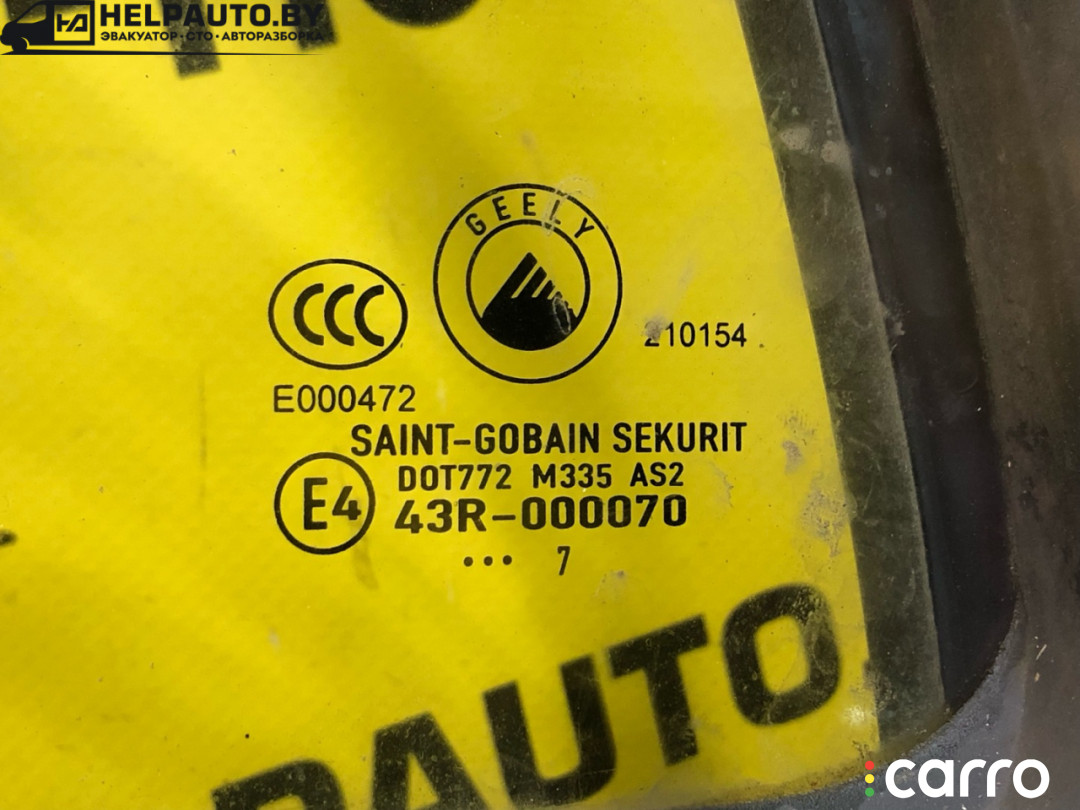 HELPAUTO.BY
ЭВАКУАТОР • СТО • АВТОРАЗБОРКА
GEELY
CCC
210154
E000472
SAINT-GOBAIN SEKURIT
DOT772 M335 AS2
E4
43R-000070
••• 7
PAUTO
carro